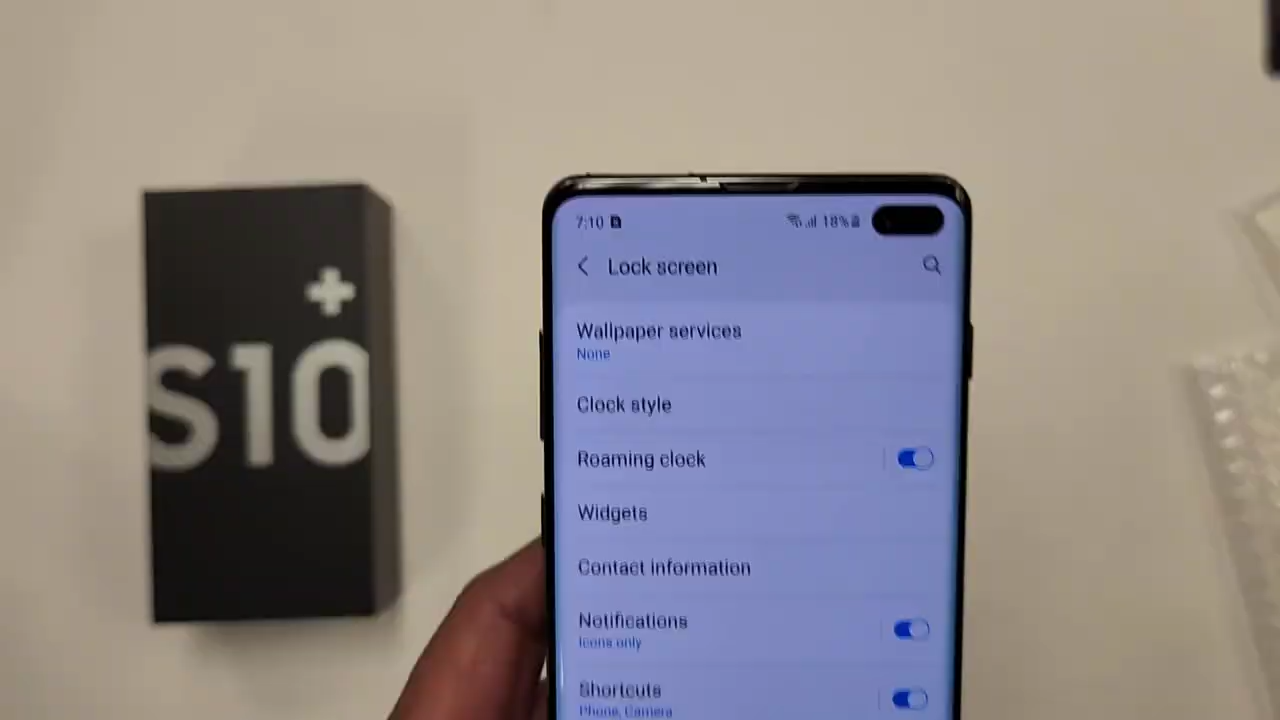 +
S10
7:10
18%
Lock screen
Wallpaper services
None
Clock style
Roaming clock
Widgets
Contact information
Notifications
Icons only
Shortcuts
Phone, Camera